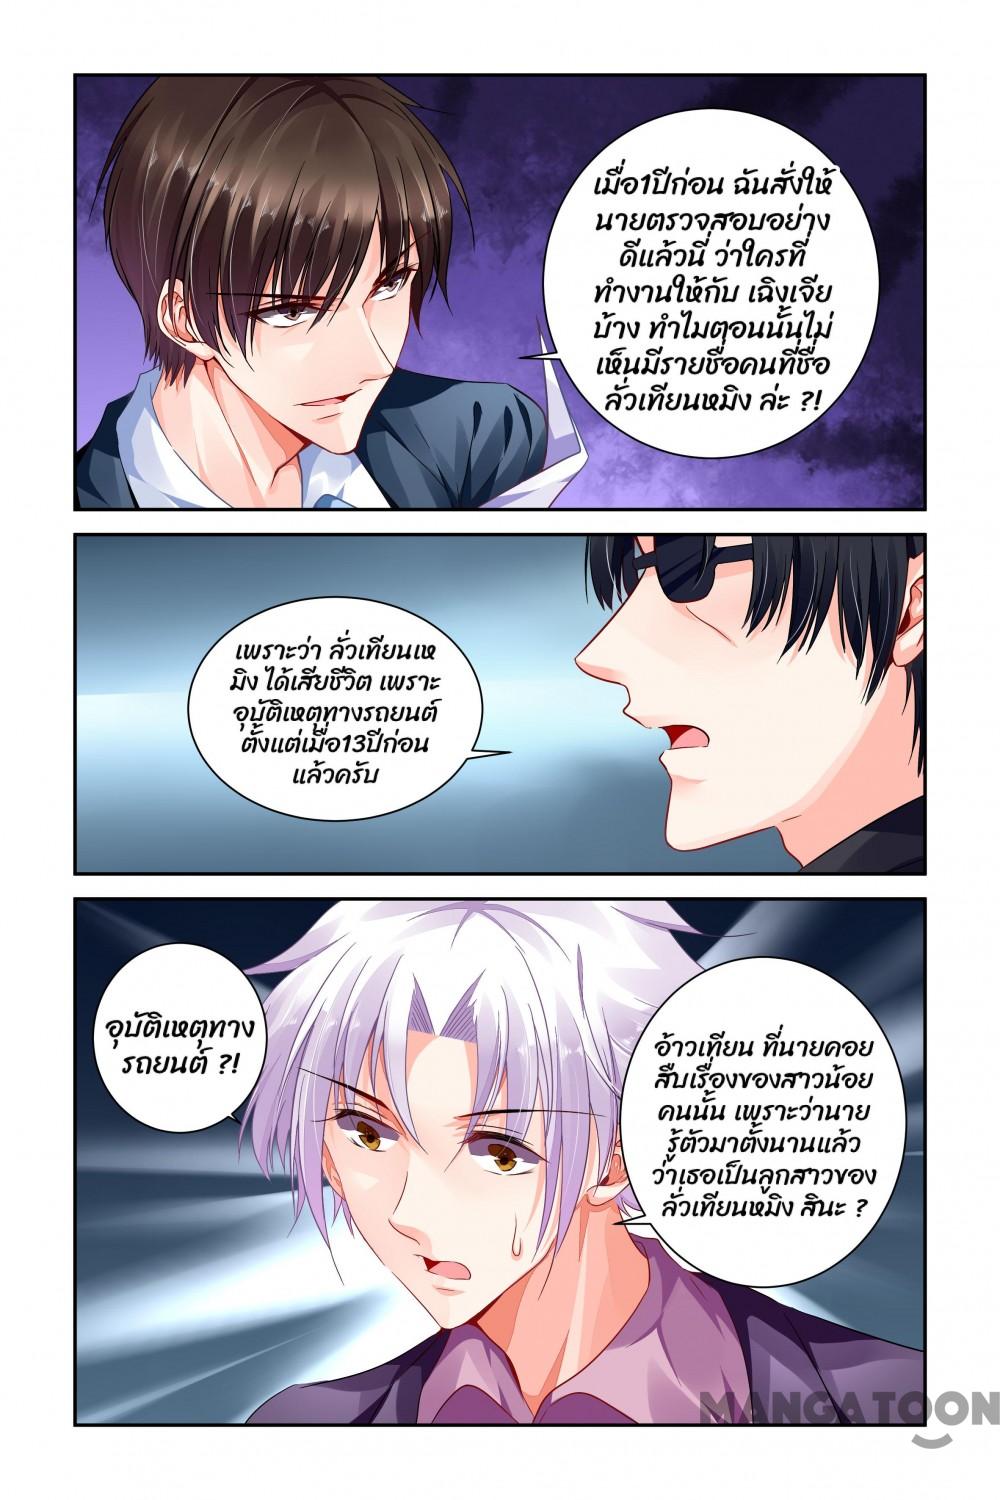 เมื่อ1ปีก่อน ฉันสั่งให้
นายตรวจสอบอย่าง
ดีแล้วนี่ ว่าใครที่
ทำงานให้กับ เฉิงเจีย
บ้าง ทำไมตอนนั้นไม่
เห็นมีรายชื่อคนที่ชื่อ
ลั่วเทียนหมิง ล่ะ ?!
เพราะว่า ลั่วเทียนเห
มิง ได้เสียชีวิต เพราะ
อุบัติเหตุทางรถยนต์
ตั้งแต่เมื่อ13ปีก่อน
แล้วครับ
อุบัติเหตุทาง
รถยนต์ ?!
อ้าวเทียน ที่นายคอย
สืบเรื่องของสาวน้อย
คนนั้น เพราะว่านาย
รู้ตัวมาตั้งนานแล้ว
ว่าเธอเป็นลูกสาวของ
ลั่วเทียนหมิง สินะ ?
MANGATOON